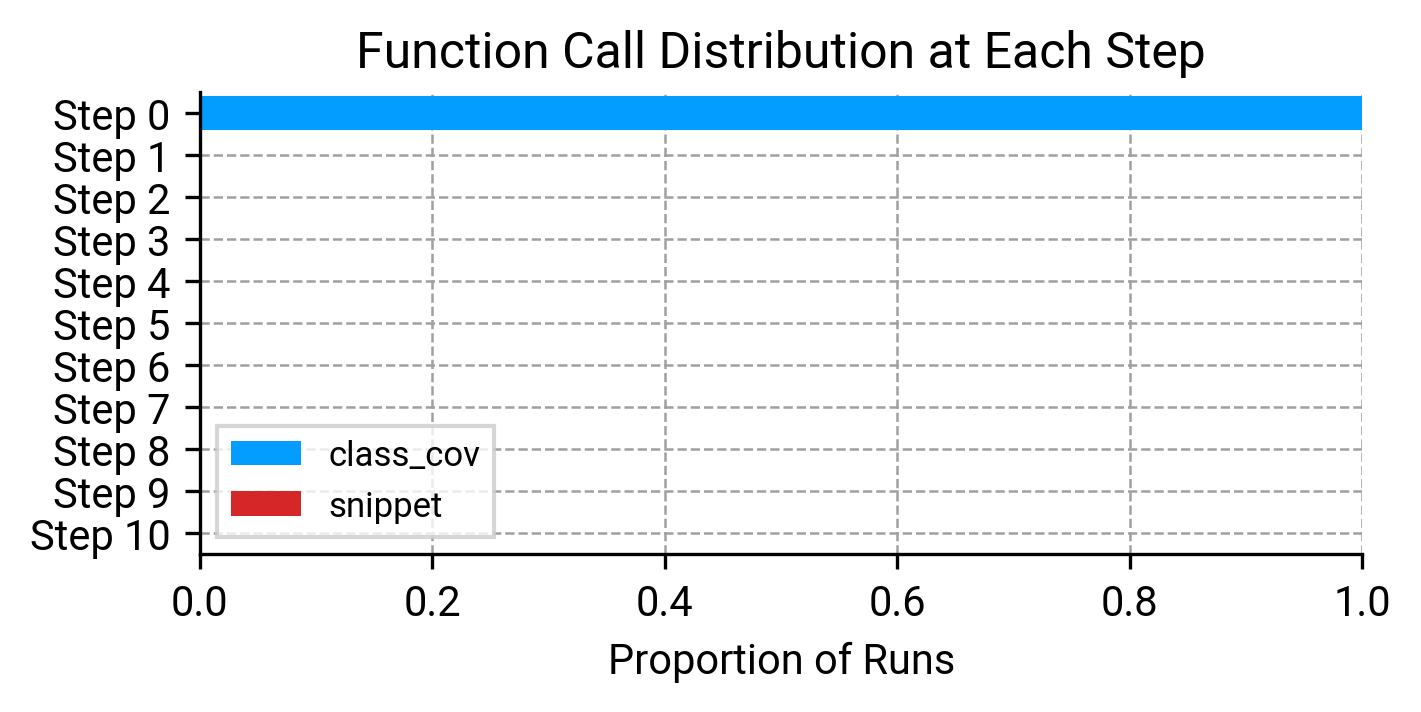 Function Call Distribution at Each Step
Step 0
Step 1
Step 2
Step 3
Step 4
Step 5
Step 6
Step 7
Step 8
Step 9
Step 10
class_cov
snippet
0.0 0.2 0.4 0.6 0.8 1.0
Proportion of Runs